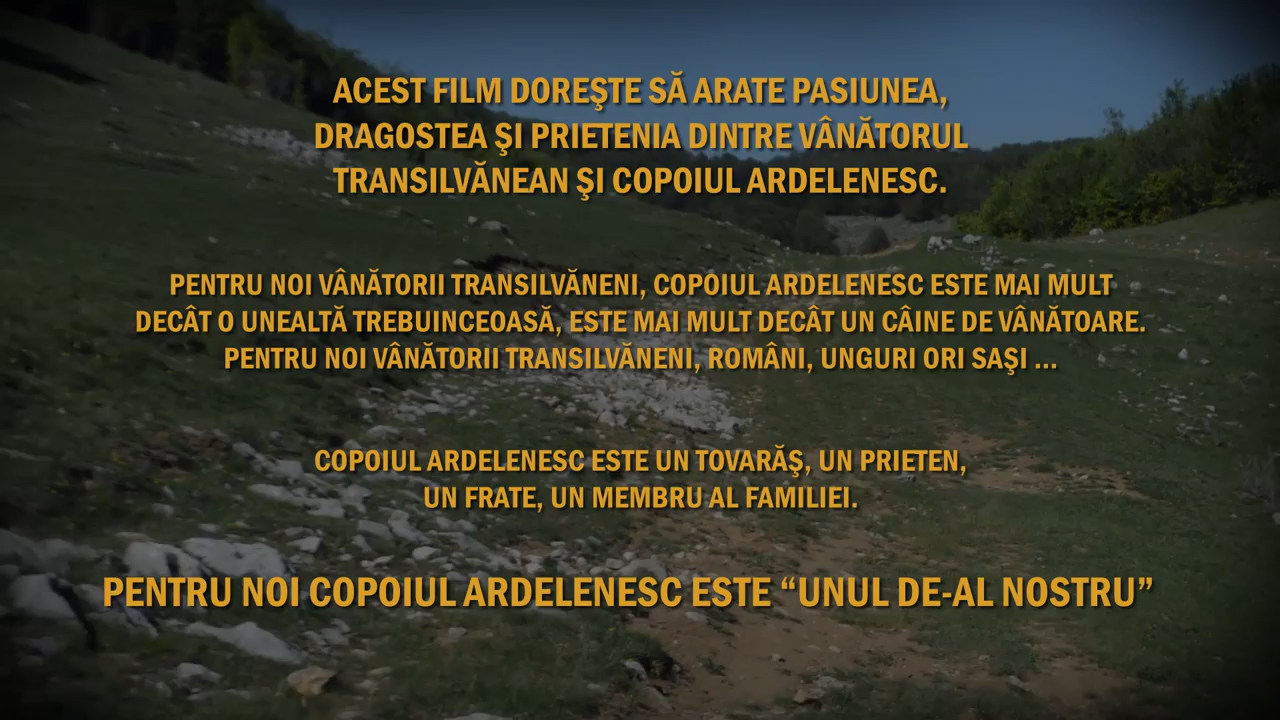 ACEST FILM DOREŞTE SĂ ARATE PASIUNEA,
DRAGOSTEA ŞI PRIETENIA DINTRE VÂNĂTORUL
TRANSILVĂNEAN ŞI COPOIUL ARDELENESC.
PENTRU NOI VÂNĂTORII TRANSILVĂNENI, COPOIUL ARDELENESC ESTE MAI MULT
DECÂT O UNEALTĂ TREBUINCEOASĂ, ESTE MAI MULT DECÂT UN CÂINE DE VÂNĂTOARE.
PENTRU NOI VÂNĂTORII TRANSILVĂNENI, ROMÂNI, UNGURI ORI SAŞI ...
COPOIUL ARDELENESC ESTE UN TOVARĂŞ, UN PRIETEN,
UN FRATE, UN MEMBRU AL FAMILIEI.
PENTRU NOI COPOIUL ARDELENESC ESTE “UNUL DE-AL NOSTRU”